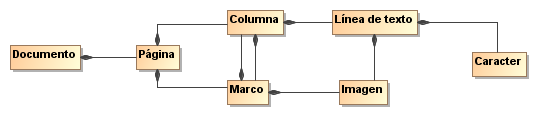 Columna
Línea de texto
Documento
Página
Caracter
Marco
Imagen